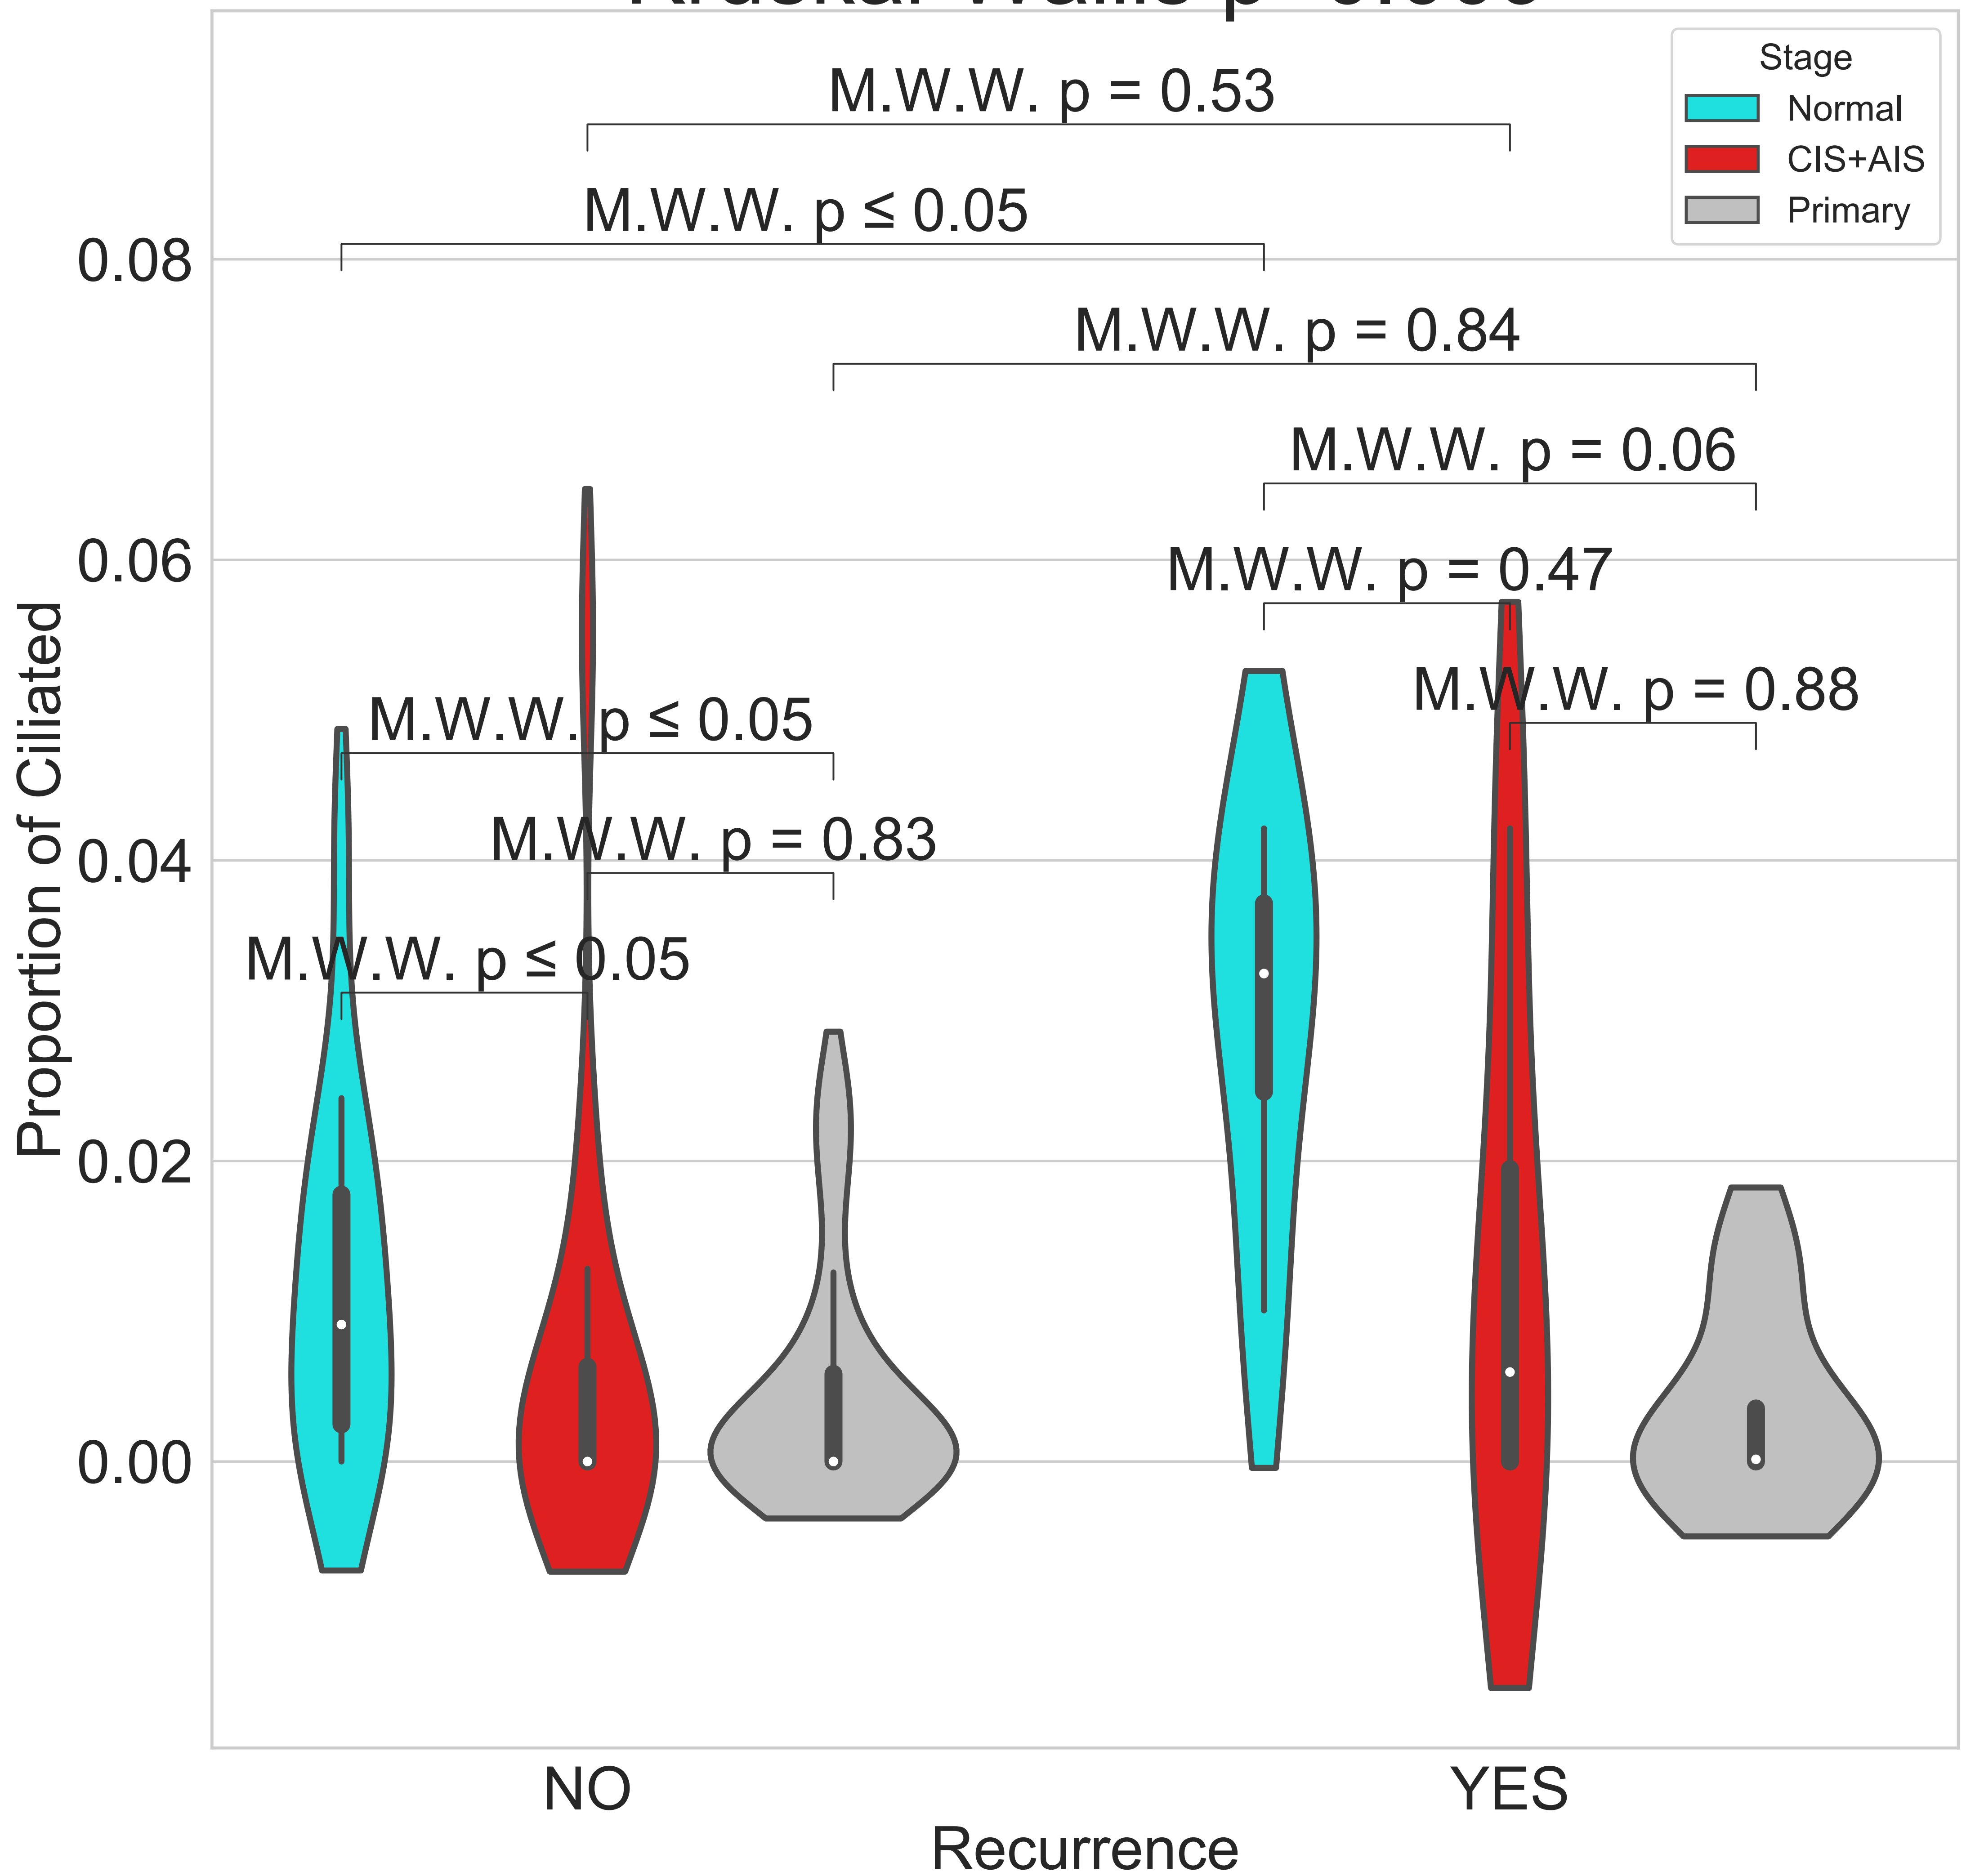 Stage
Normal
CIS+AIS
Primary
M.W.W. p = 0.53
M.W.W. p ≤ 0.05
M.W.W. p = 0.84
M.W.W. p = 0.06
M.W.W. p = 0.47
M.W.W. p = 0.88
M.W.W. p ≤ 0.05
M.W.W. p = 0.83
M.W.W. p ≤ 0.05
Proportion of Ciliated
0.08
0.06
0.04
0.02
0.00
NO
YES
Recurrence